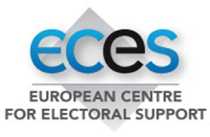 eces
EUROPEAN CENTRE
FOR ELECTORAL SUPPORT